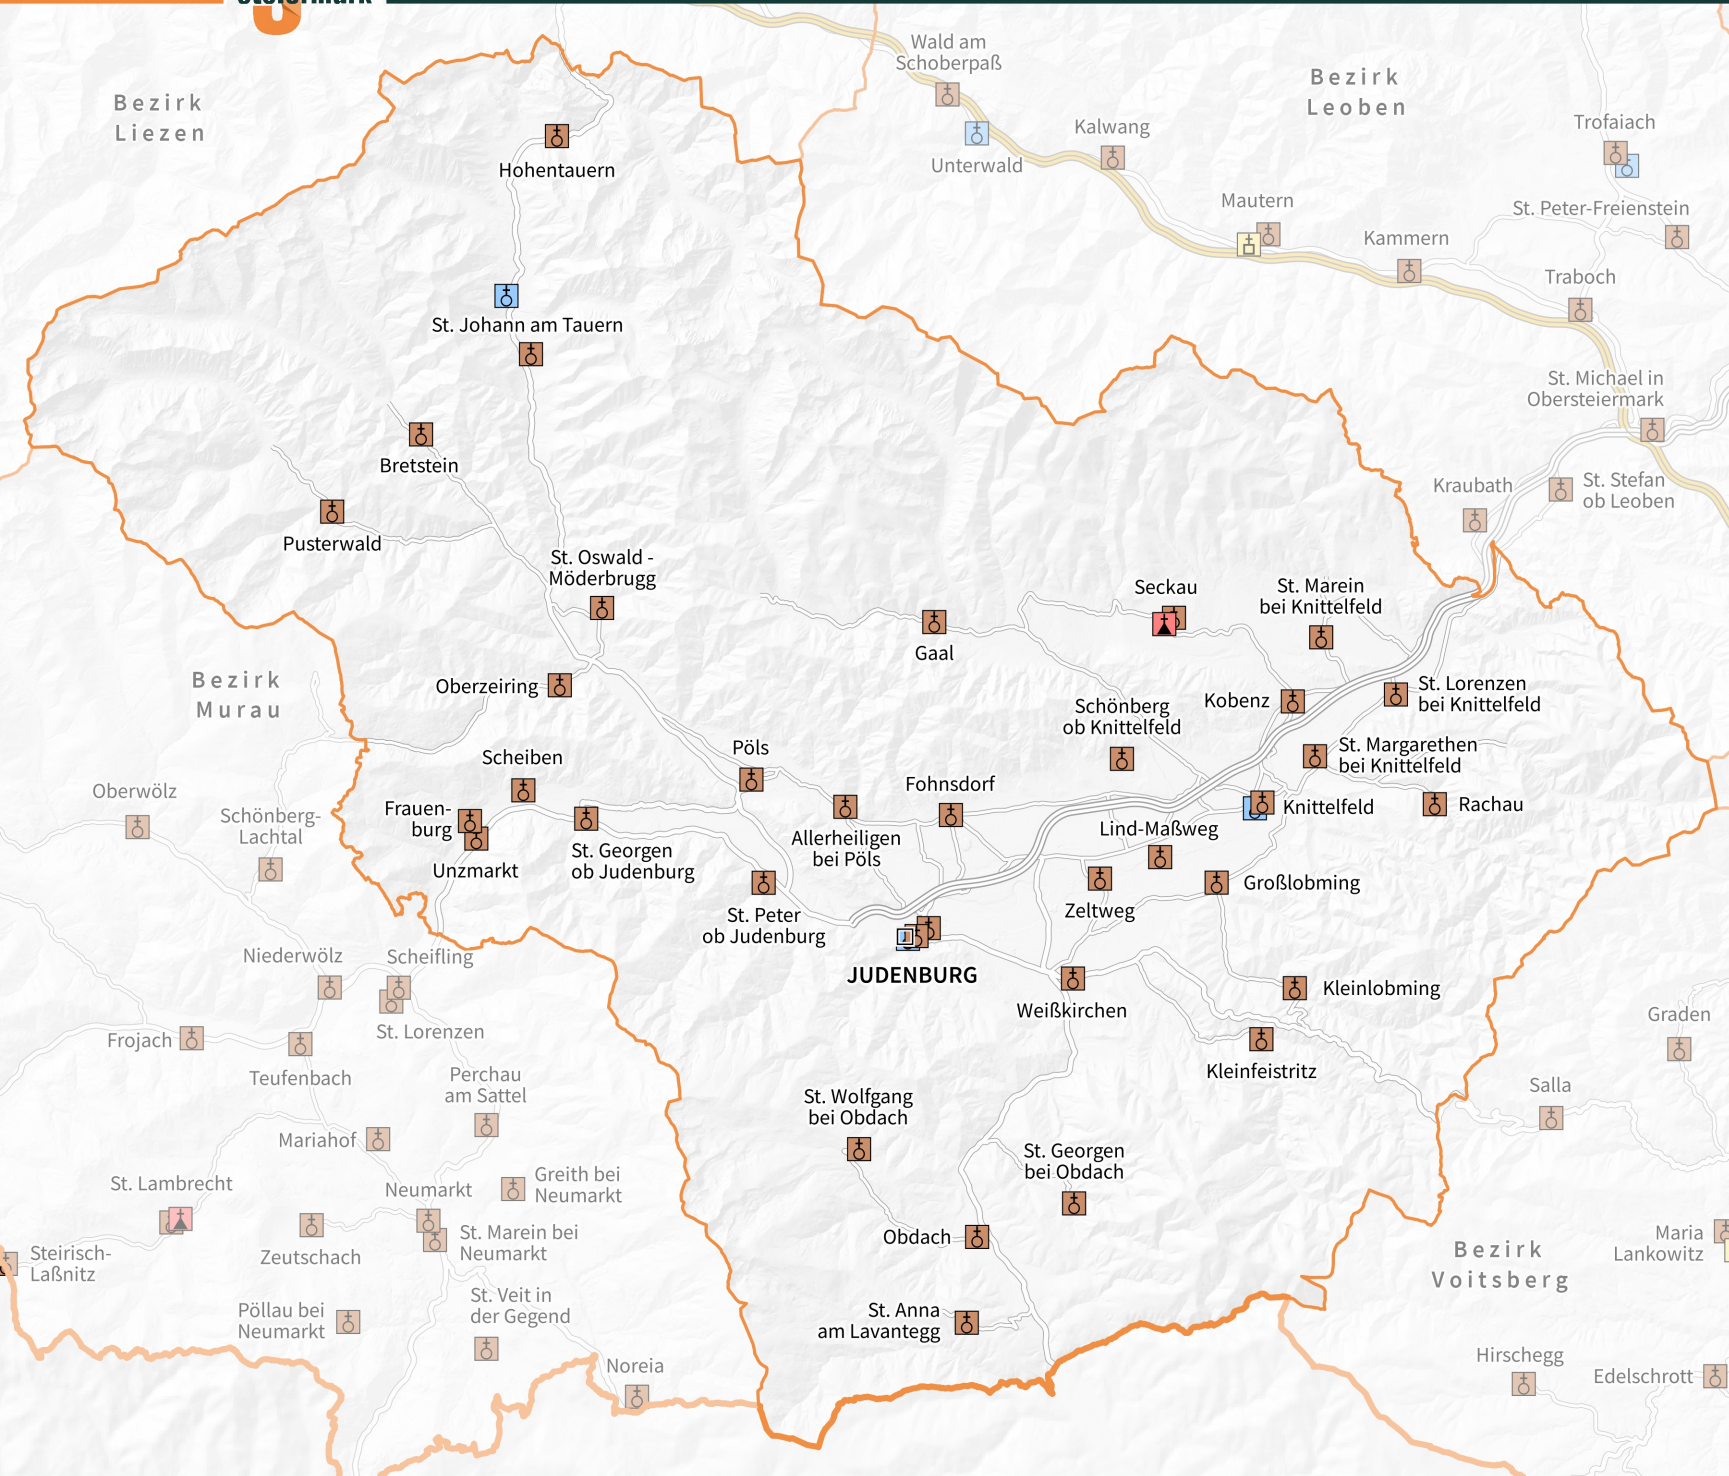 Steiermark
Wald am
Schoberpaß
Bezirk
Leoben
Bezirk
Liezen
Trofaiach
Kalwang
Unterwald
Hohentauern
Mautern
St. Peter-Freienstein
Kammern
Traboch
St. Johann am Tauern
St. Michael in
Obersteiermark
Bretstein
Kraubath
St. Stefan
ob Leoben
Pusterwald
St. Oswald -
Möderbrugg
Seckau
St. Marein
bei Knittelfeld
Gaal
Bezirk
Murau
Oberzeiring
Kobenz
St. Lorenzen
bei Knittelfeld
Schönberg
ob Knittelfeld
Scheiben
Pöls
St. Margarethen
bei Knittelfeld
Oberwölz
Fohnsdorf
Schönberg-
Lachtal
Frauen-
burg
Knittelfeld
Rachau
Allerheiligen
bei Pöls
Lind-Maßweg
Unzmarkt
St. Georgen
ob Judenburg
Großlobming
Zeltweg
St. Peter
ob Judenburg
Niederwölz
Scheifling
JUDENBURG
Kleinlobming
Weißkirchen
Graden
Frojach
St. Lorenzen
Teufenbach
Kleinfeistritz
Perchau
am Sattel
Salla
St. Wolfgang
bei Obdach
Mariahof
St. Georgen
bei Obdach
St. Lambrecht
Neumarkt
Greith bei
Neumarkt
Obdach
Maria
Lankowitz
Steirisch-
Laßnitz
Zeutschach
St. Marein bei
Neumarkt
Bezirk
Voitsberg
Pöllau bei
Neumarkt
St. Veit in
der Gegend
St. Anna
am Lavantegg
Noreia
Hirschegg
Edelschrott